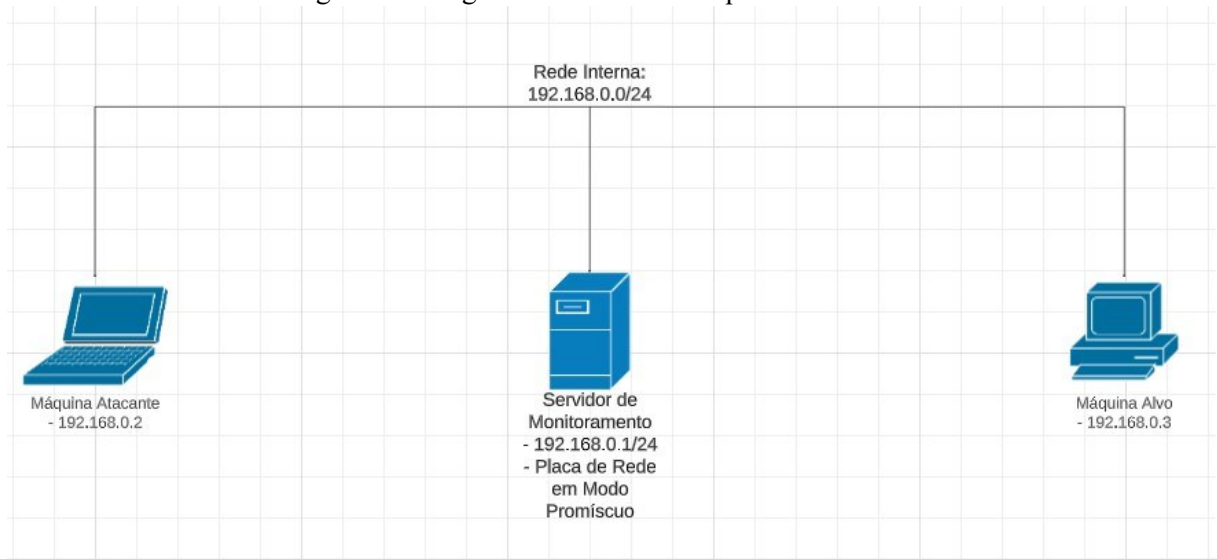 Rede Interna:
192.168.0.0/24
Máquina Atacante
- 192.168.0.2
Servidor de
Monitoramento
- 192.168.0.1/24
- Placa de Rede
em Modo
Promíscuo
Máquina Alvo
- 192.168.0.3